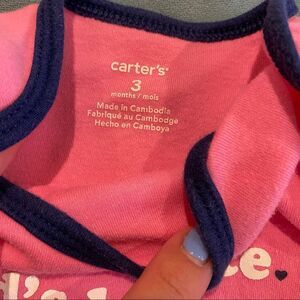 carter's®
3
months / mois
Made in Cambodia
Fabriqué au Cambodge
Hecho en Camboya